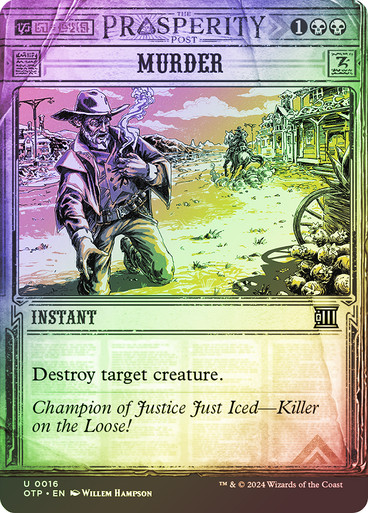 THE
PROSPERITY
POST
1
MURDER
INSTANT
Destroy target creature.
Champion of Justice Just Iced—Killer
on the Loose!
U 0016
OTP • EN Willem Hampson
™ & © 2024 Wizards of the Coast